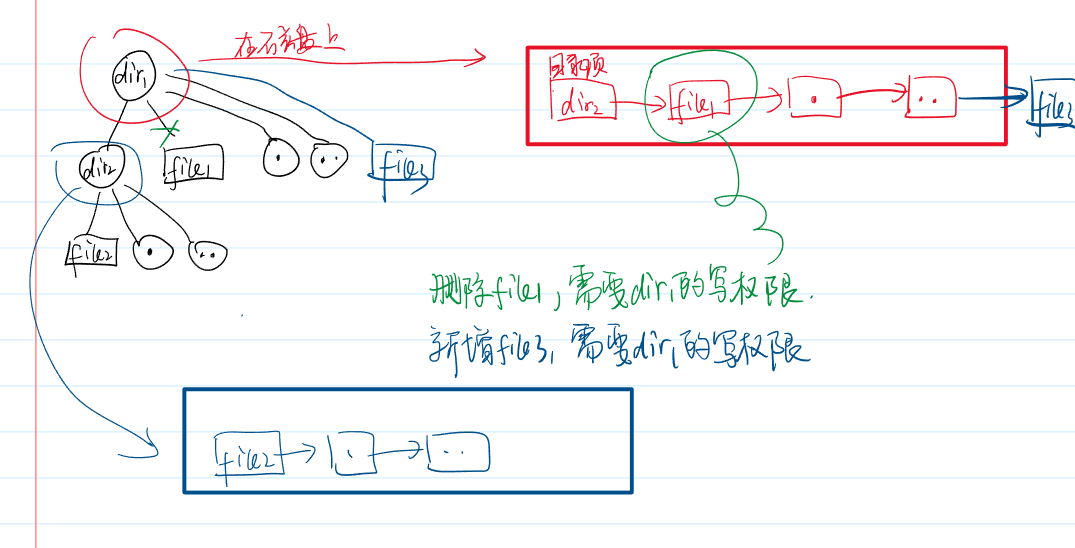 在磁盘上
dir1
目录项
dir2
file1
.
..
file3
dir2
file1
.
..
file3
file2
.
..
删除file1,需要dir1的写权限.
新增file3,需要dir1的写权限
file2
.
..